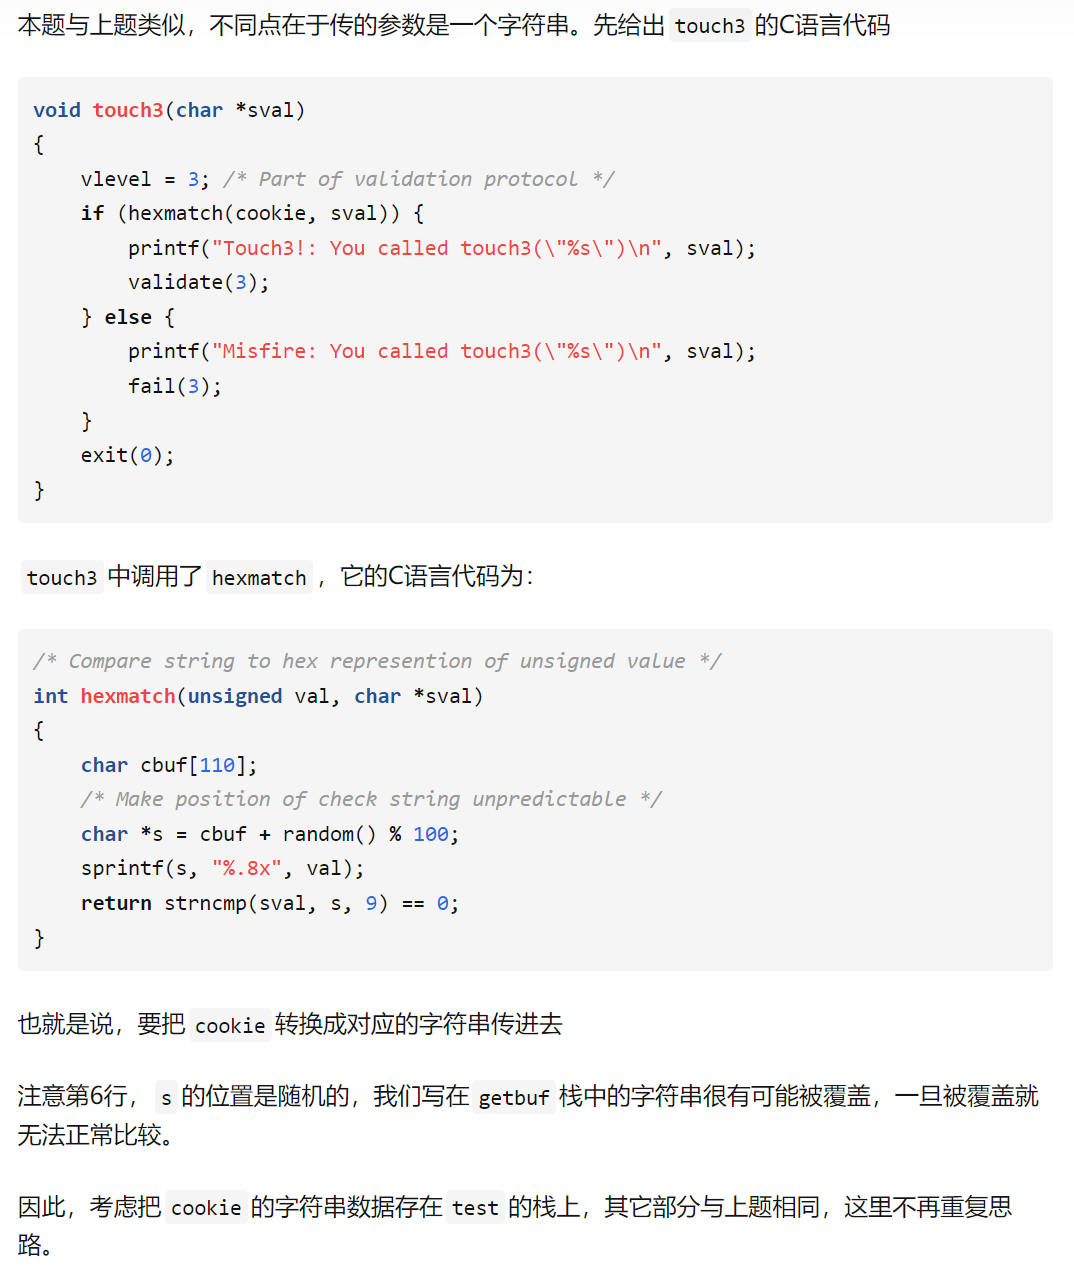 本题与上题类似，不同点在于传的参数是一个字符串。先给出 touch3 的C语言代码
void touch3(char *sval)
{
    vlevel = 3; /* Part of validation protocol */
    if (hexmatch(cookie, sval)) {
        printf("Touch3!: You called touch3(\"%s\")\n", sval);
        validate(3);
    } else {
        printf("Misfire: You called touch3(\"%s\")\n", sval);
        fail(3);
    }
    exit(0);
}
touch3 中调用了 hexmatch ，它的C语言代码为：
/* Compare string to hex represention of unsigned value */
int hexmatch(unsigned val, char *sval)
{
    char cbuf[110];
    /* Make position of check string unpredictable */
    char *s = cbuf + random() % 100;
    sprintf(s, "%.8x", val);
    return strncmp(sval, s, 9) == 0;
}
也就是说，要把 cookie 转换成对应的字符串传进去
注意第6行， s 的位置是随机的，我们写在 getbuf 栈中的字符串很有可能被覆盖，一旦被覆盖就
无法正常比较。
因此，考虑把 cookie 的字符串数据存在 test 的栈上，其它部分与上题相同，这里不再重复思
路。